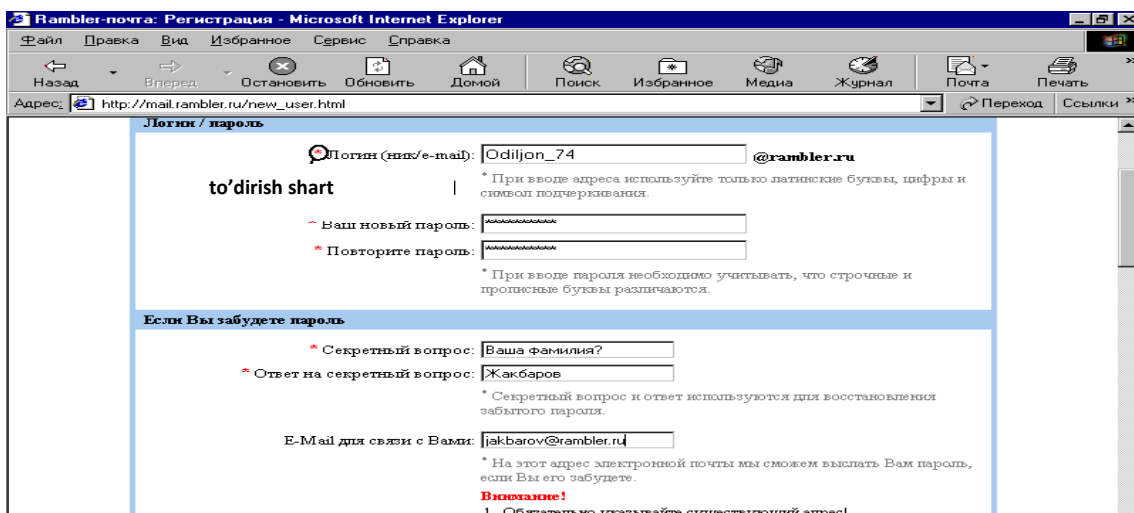 Rambler-почта: Регистрация - Microsoft Internet Explorer
Файл Правка Вид Избранное Сервис Справка
Назад Вперед Остановить Обновить Домой Поиск Избранное Медиа Журнал Почта Печать
Адрес: http://mail.rambler.ru/new_user.html Переход Ссылки
Логин / пароль
*Логин (ник/e-mail): Odiljon_74 @rambler.ru
* При вводе адреса используйте только латинские буквы, цифры и
символ подчеркивания.
to'dirish shart
* Ваш новый пароль: ************
* Повторите пароль: ************
* При вводе пароля необходимо учитывать, что строчные и
прописные буквы различаются.
Если Вы забудете пароль
* Секретный вопрос: Ваша фамилия?
* Ответ на секретный вопрос: Жакбаров
* Секретный вопрос и ответ используются для восстановления
забытого пароля.
E-Mail для связи с Вами: jakbarov@rambler.ru
* На этот адрес электронной почты мы сможем выслать Вам пароль,
если Вы его забудете.
Внимание!
1. Обязательно указывайте существующий адрес!